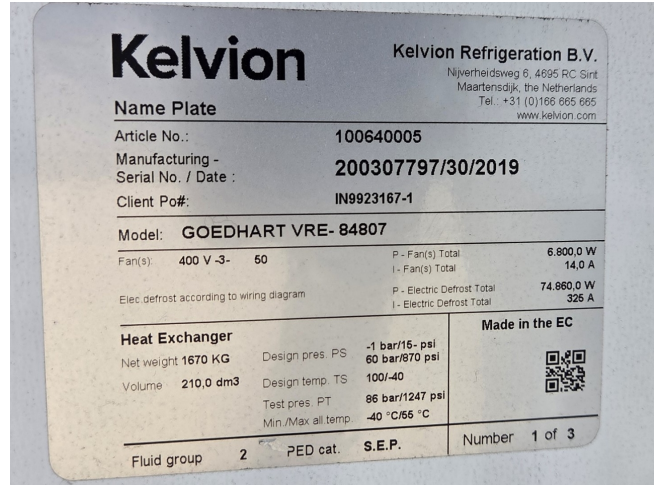 Kelvion
Kelvion Refrigeration B.V.
Nijverheidsweg 6, 4695 RC Sint
Maartensdijk, the Netherlands
Tel.: +31 (0)166 665 665
www.kelvion.com
Name Plate
Article No.: 100640005
Manufacturing -
Serial No. / Date : 200307797/30/2019
Client Po#: IN9923167-1
Model: GOEDHART VRE- 84807
Fan(s): 400 V -3- 50
P - Fan(s) Total 6.800,0 W
I - Fan(s) Total 14,0 A
Elec.defrost according to wiring diagram
P - Electric Defrost Total 74.860,0 W
I - Electric Defrost Total 325 A
Heat Exchanger
Net weight 1670 KG
Volume 210,0 dm3
Design pres. PS -1 bar/15- psi
60 bar/870 psi
Design temp. TS 100/-40
Test pres. PT 86 bar/1247 psi
Min./Max all.temp. -40 °C/55 °C
Made in the EC
Fluid group 2 PED cat. S.E.P. Number 1 of 3